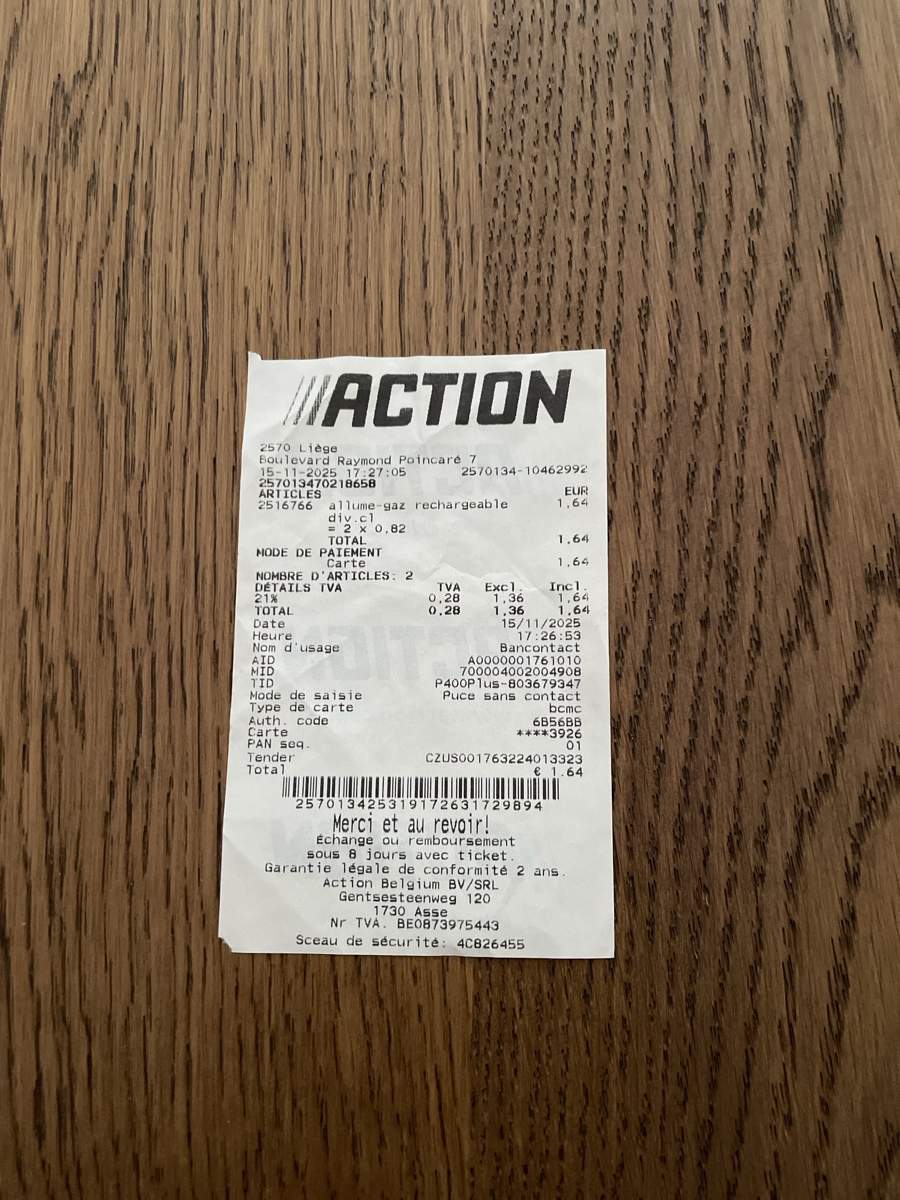 ACTION
2570 Liège
Boulevard Raymond Poincaré 7
15-11-2025 17:27:05 2570134-10462992
257013470218658
ARTICLES EUR
2516766 allume-gaz rechargeable 1,64
div.cl
= 2 x 0,82
TOTAL 1,64
MODE DE PAIEMENT
Carte 1,64
NOMBRE D'ARTICLES: 2
DÉTAILS TVA TVA Excl. Incl.
21% 0,28 1,36 1,64
TOTAL 0,28 1,36 1,64
Date 15/11/2025
Heure 17:26:53
Nom d'usage Bancontact
AID A0000001761010
MID 700004002004908
TID P400Plus-803679347
Mode de saisie Puce sans contact
Type de carte bcmc
Auth. code 6B56BB
Carte ****3926
PAN seq. 01
Tender CZUS001763224013323
Total € 1.64
2570134253191726317 29894
Merci et au revoir!
Échange ou remboursement
sous 8 jours avec ticket.
Garantie légale de conformité 2 ans.
Action Belgium BV/SRL
Gentsesteenweg 120
1730 Asse
Nr TVA. BE0873975443
Sceau de sécurité: 4C826455